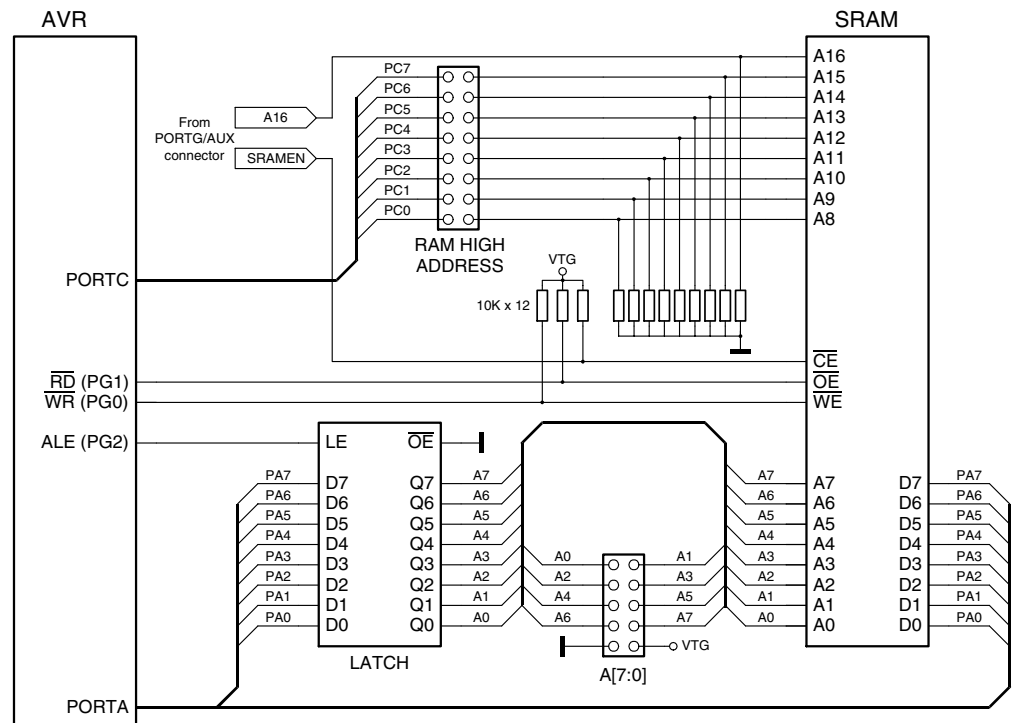 AVR
SRAM
A16
PC7
A15
PC6
A14
PC5
A13
From
PORTG/AUX
connector
A16
PC4
A12
PC3
A11
SRAMEN
PC2
A10
PC1
A9
PC0
A8
RAM HIGH
ADDRESS
VTG
PORTC
10K x 12
CE
RD (PG1)
OE
WR (PG0)
WE
ALE (PG2)
LE
OE
PA7 D7 Q7 A7 A7 A7 D7 PA7
PA6 D6 Q6 A6 A6 A6 D6 PA6
PA5 D5 Q5 A5 A5 A5 D5 PA5
PA4 D4 Q4 A4 A4 A4 D4 PA4
PA3 D3 Q3 A3 A0 A1 A3 A3 D3 PA3
PA2 D2 Q2 A2 A2 A3 A2 A2 D2 PA2
PA1 D1 Q1 A1 A4 A5 A1 A1 D1 PA1
PA0 D0 Q0 A0 A6 A7 A0 A0 D0 PA0
VTG
LATCH
A[7:0]
PORTA